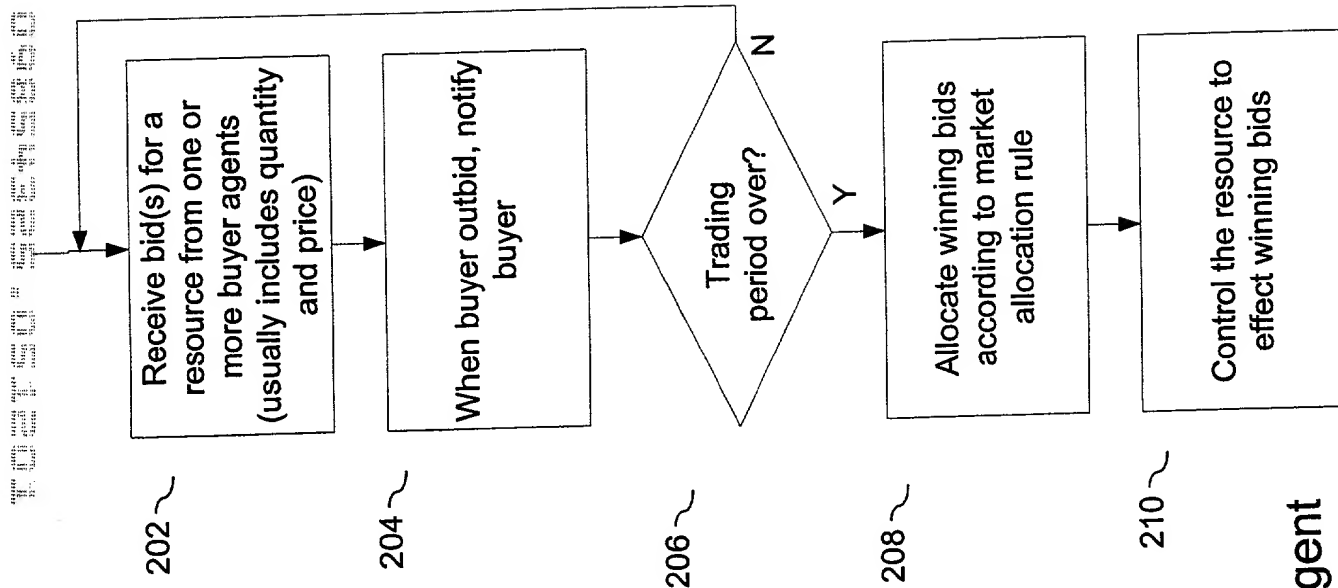 202
Receive bid(s) for a
resource from one or
more buyer agents
(usually includes quantity
and price)
204
When buyer outbid, notify
buyer
206
Trading
period over?
N
Y
208
Allocate winning bids
according to market
allocation rule
210
Control the resource to
effect winning bids
gent